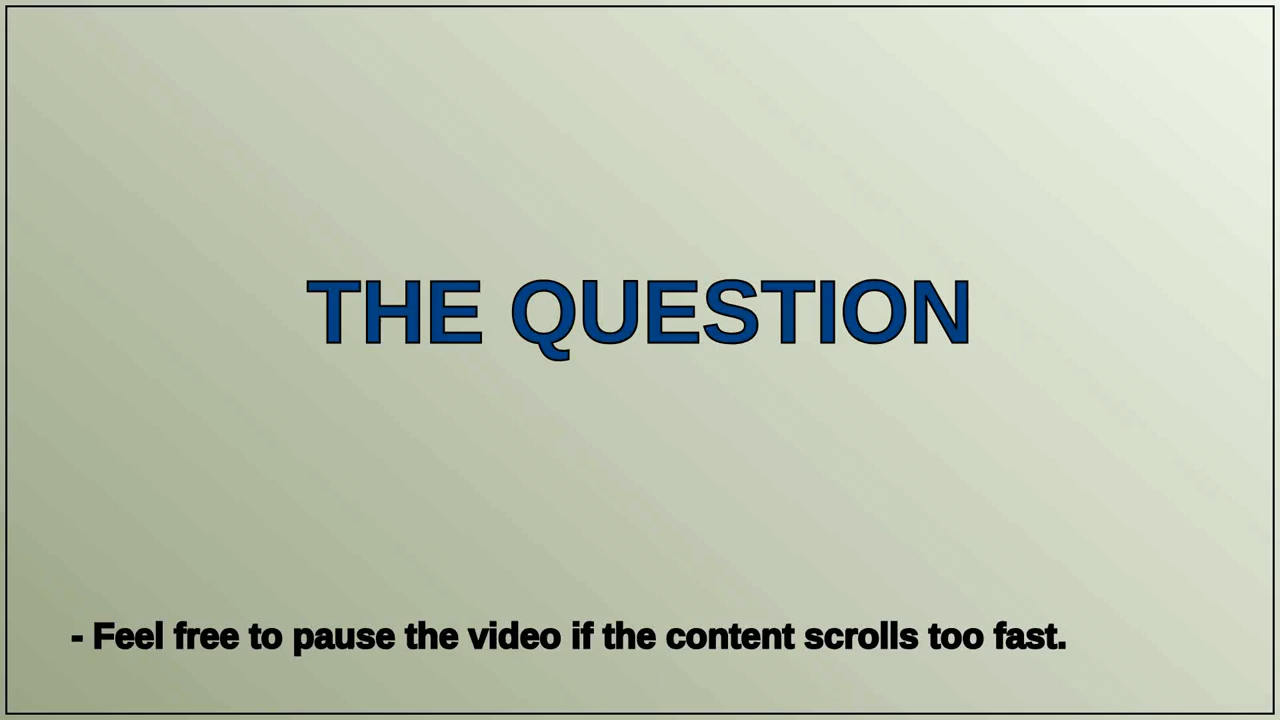 THE QUESTION
- Feel free to pause the video if the content scrolls too fast.